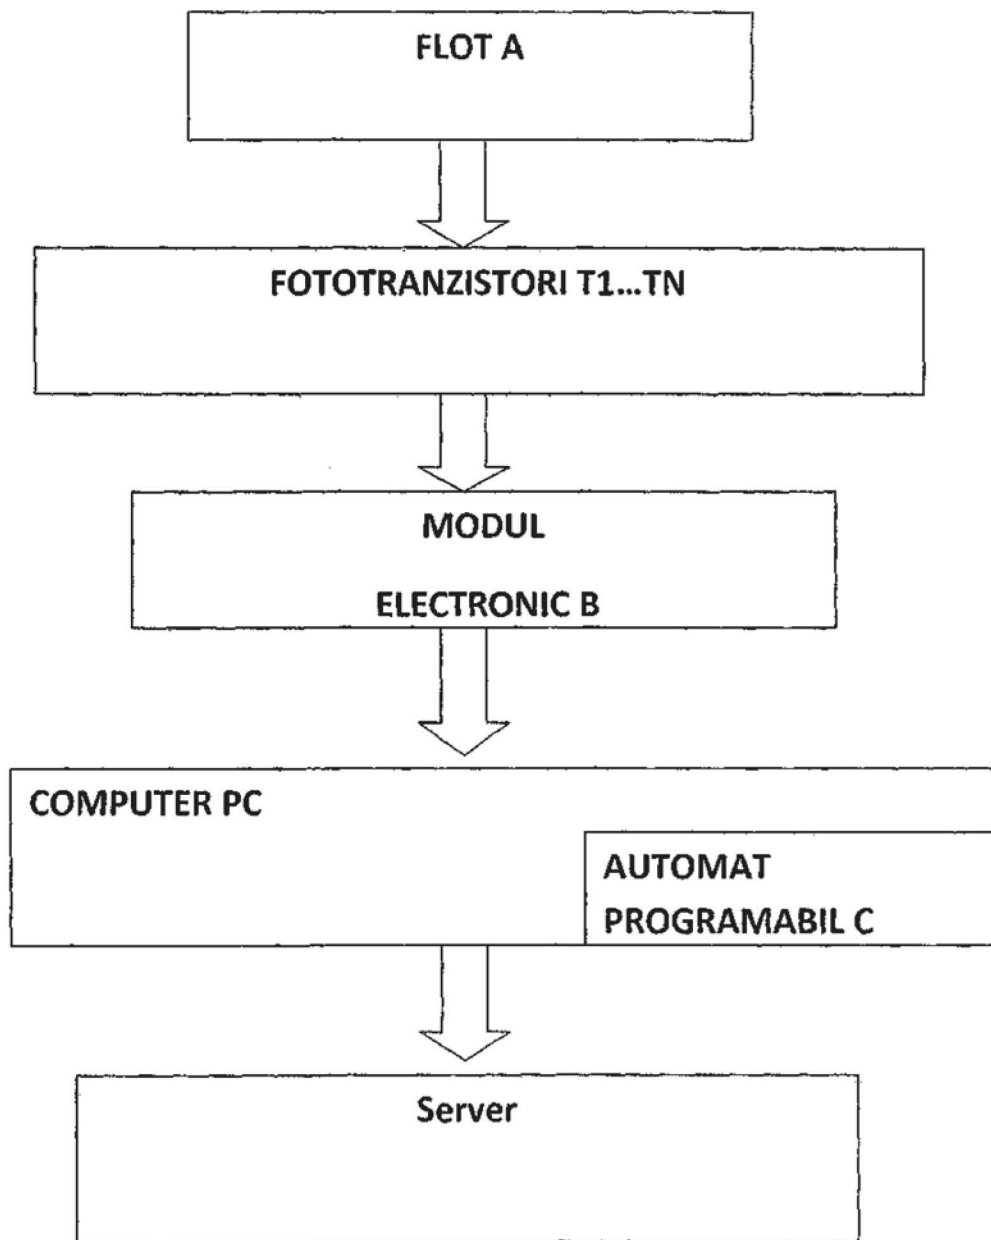 FLOT A
FOTOTRANZISTORI T1...TN
MODUL
ELECTRONIC B
COMPUTER PC
AUTOMAT
PROGRAMABIL C
Server